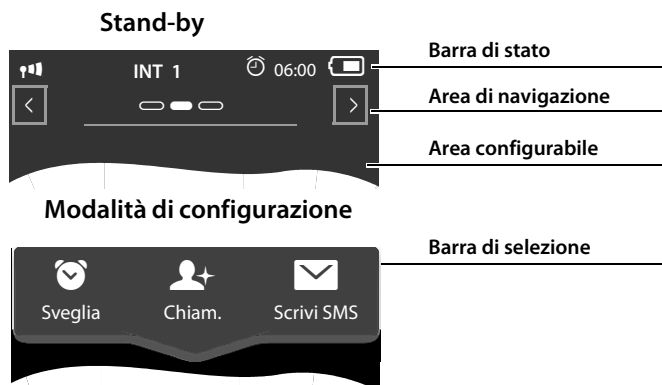 Stand-by
INT 1 06:00
Barra di stato
Area di navigazione
Area configurabile
Modalità di configurazione
Barra di selezione
Sveglia Chiam. Scrivi SMS